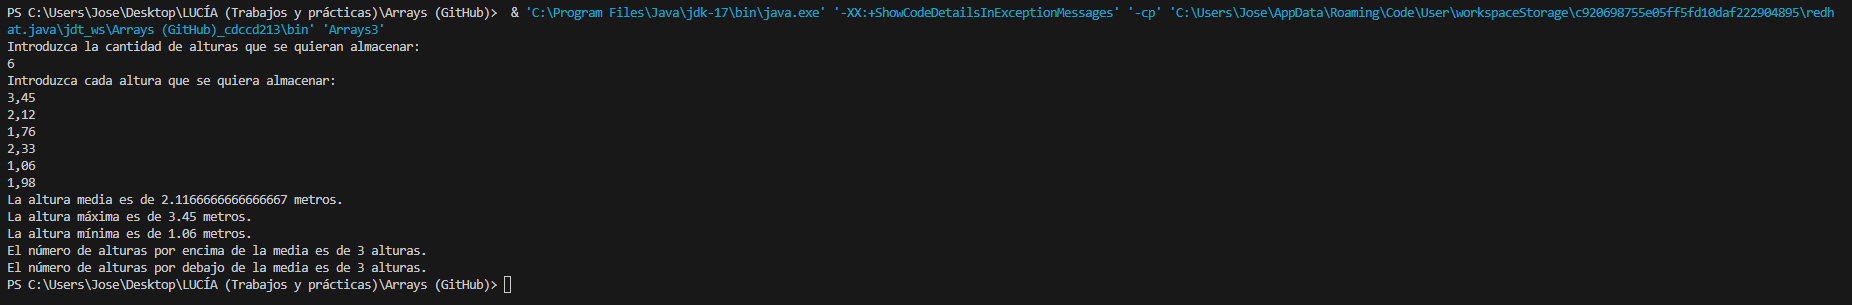 PS C:\Users\Jose\Desktop\LUCÍA (Trabajos y prácticas)\Arrays (GitHub)>  & 'C:\Program Files\Java\jdk-17\bin\java.exe' '-XX:+ShowCodeDetailsInExceptionMessages' '-cp' 'C:\Users\Jose\AppData\Roaming\Code\User\workspaceStorage\c920698755e05ff5fd10daf222904895\redh
at.java\jdt_ws\Arrays (GitHub)_cdccd213\bin' 'Arrays3'
Introduzca la cantidad de alturas que se quieran almacenar:
6
Introduzca cada altura que se quiera almacenar:
3,45
2,12
1,76
2,33
1,06
1,98
La altura media es de 2.1166666666666667 metros.
La altura máxima es de 3.45 metros.
La altura mínima es de 1.06 metros.
El número de alturas por encima de la media es de 3 alturas.
El número de alturas por debajo de la media es de 3 alturas.
PS C:\Users\Jose\Desktop\LUCÍA (Trabajos y prácticas)\Arrays (GitHub)>